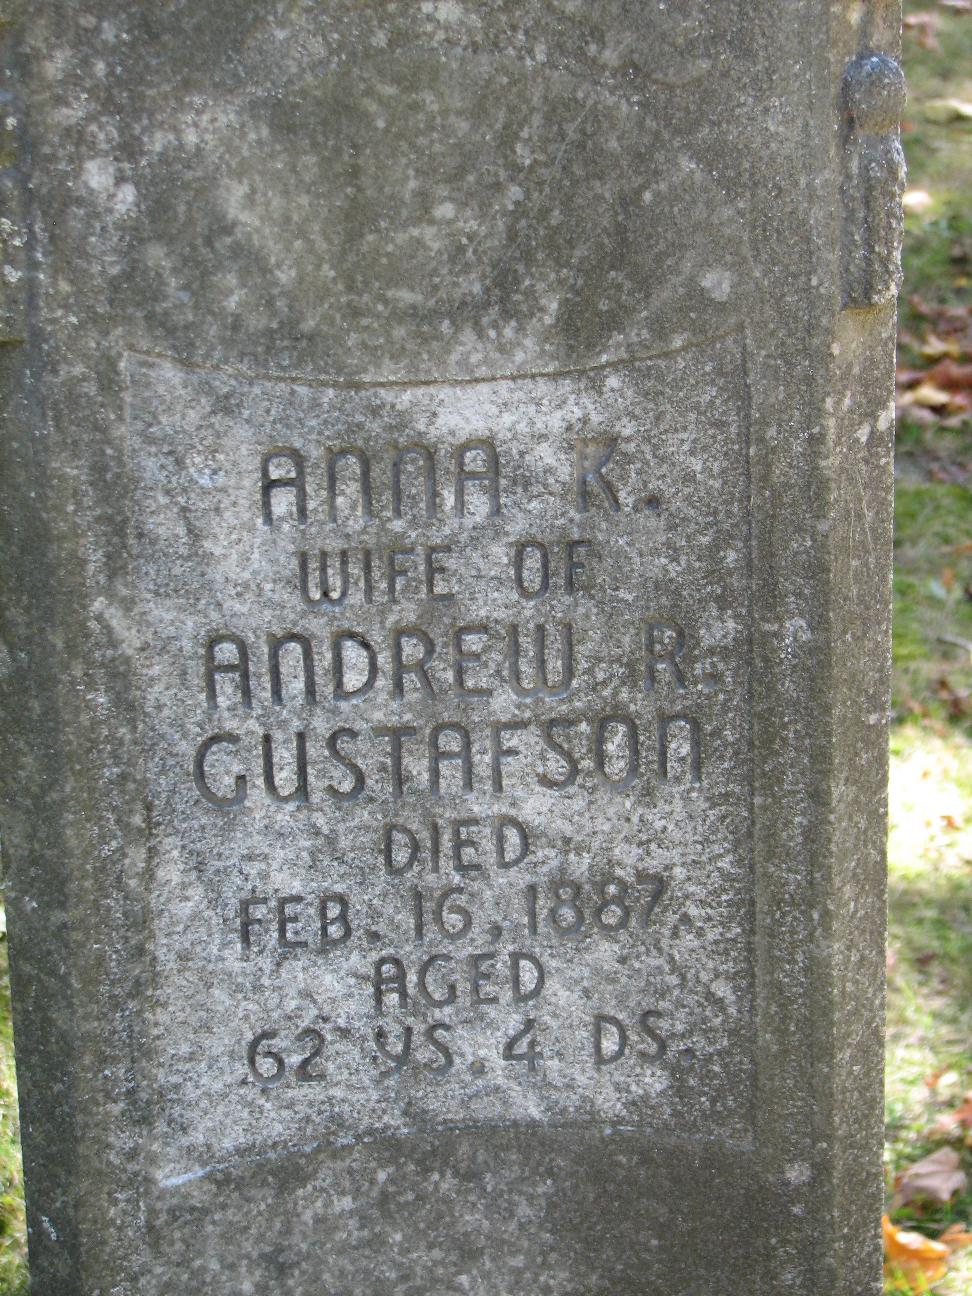 ANNA K.
WIFE OF
ANDREW R.
GUSTAFSON
DIED
FEB. 16, 1887.
AGED
62 YS. 4 DS.